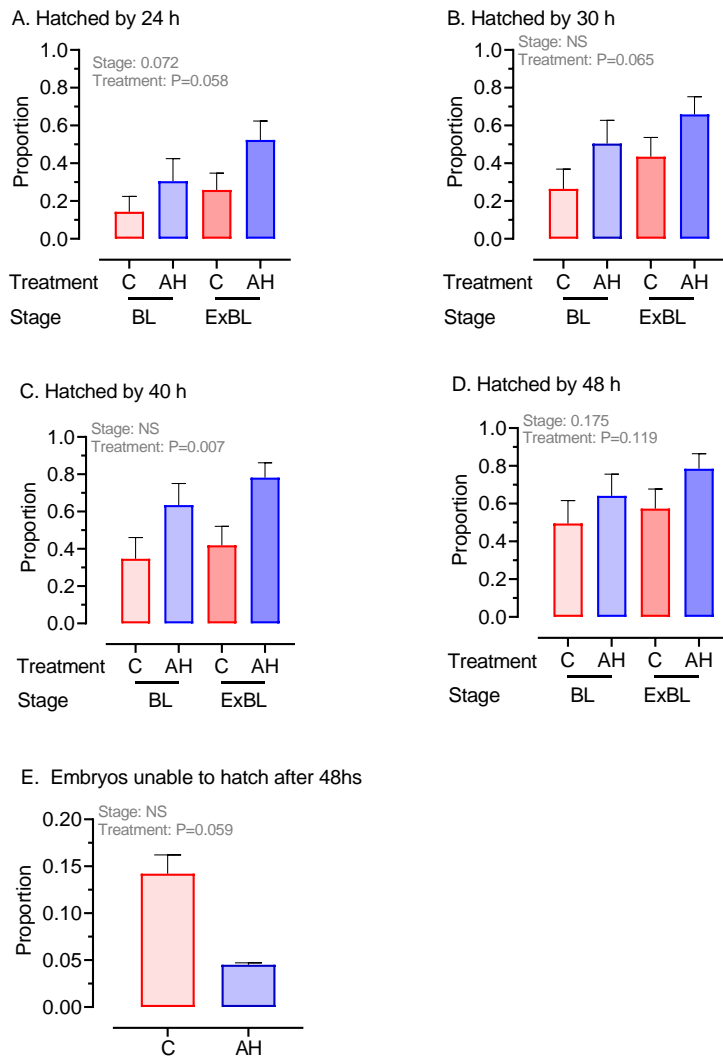 A. Hatched by 24 h
Stage: 0.072
Treatment: P=0.058
1.0
0.8
0.6
0.4
0.2
0.0
Proportion
Treatment C AH C AH
Stage BL ExBL
B. Hatched by 30 h
Stage: NS
Treatment: P=0.065
1.0
0.8
0.6
0.4
0.2
0.0
Proportion
Treatment C AH C AH
Stage BL ExBL
C. Hatched by 40 h
Stage: NS
Treatment: P=0.007
1.0
0.8
0.6
0.4
0.2
0.0
Proportion
Treatment C AH C AH
Stage BL ExBL
D. Hatched by 48 h
Stage: 0.175
Treatment: P=0.119
1.0
0.8
0.6
0.4
0.2
0.0
Proportion
Treatment C AH C AH
Stage BL ExBL
E. Embryos unable to hatch after 48hs
Stage: NS
Treatment: P=0.059
0.20
0.15
0.10
0.05
0.00
Proportion
C AH